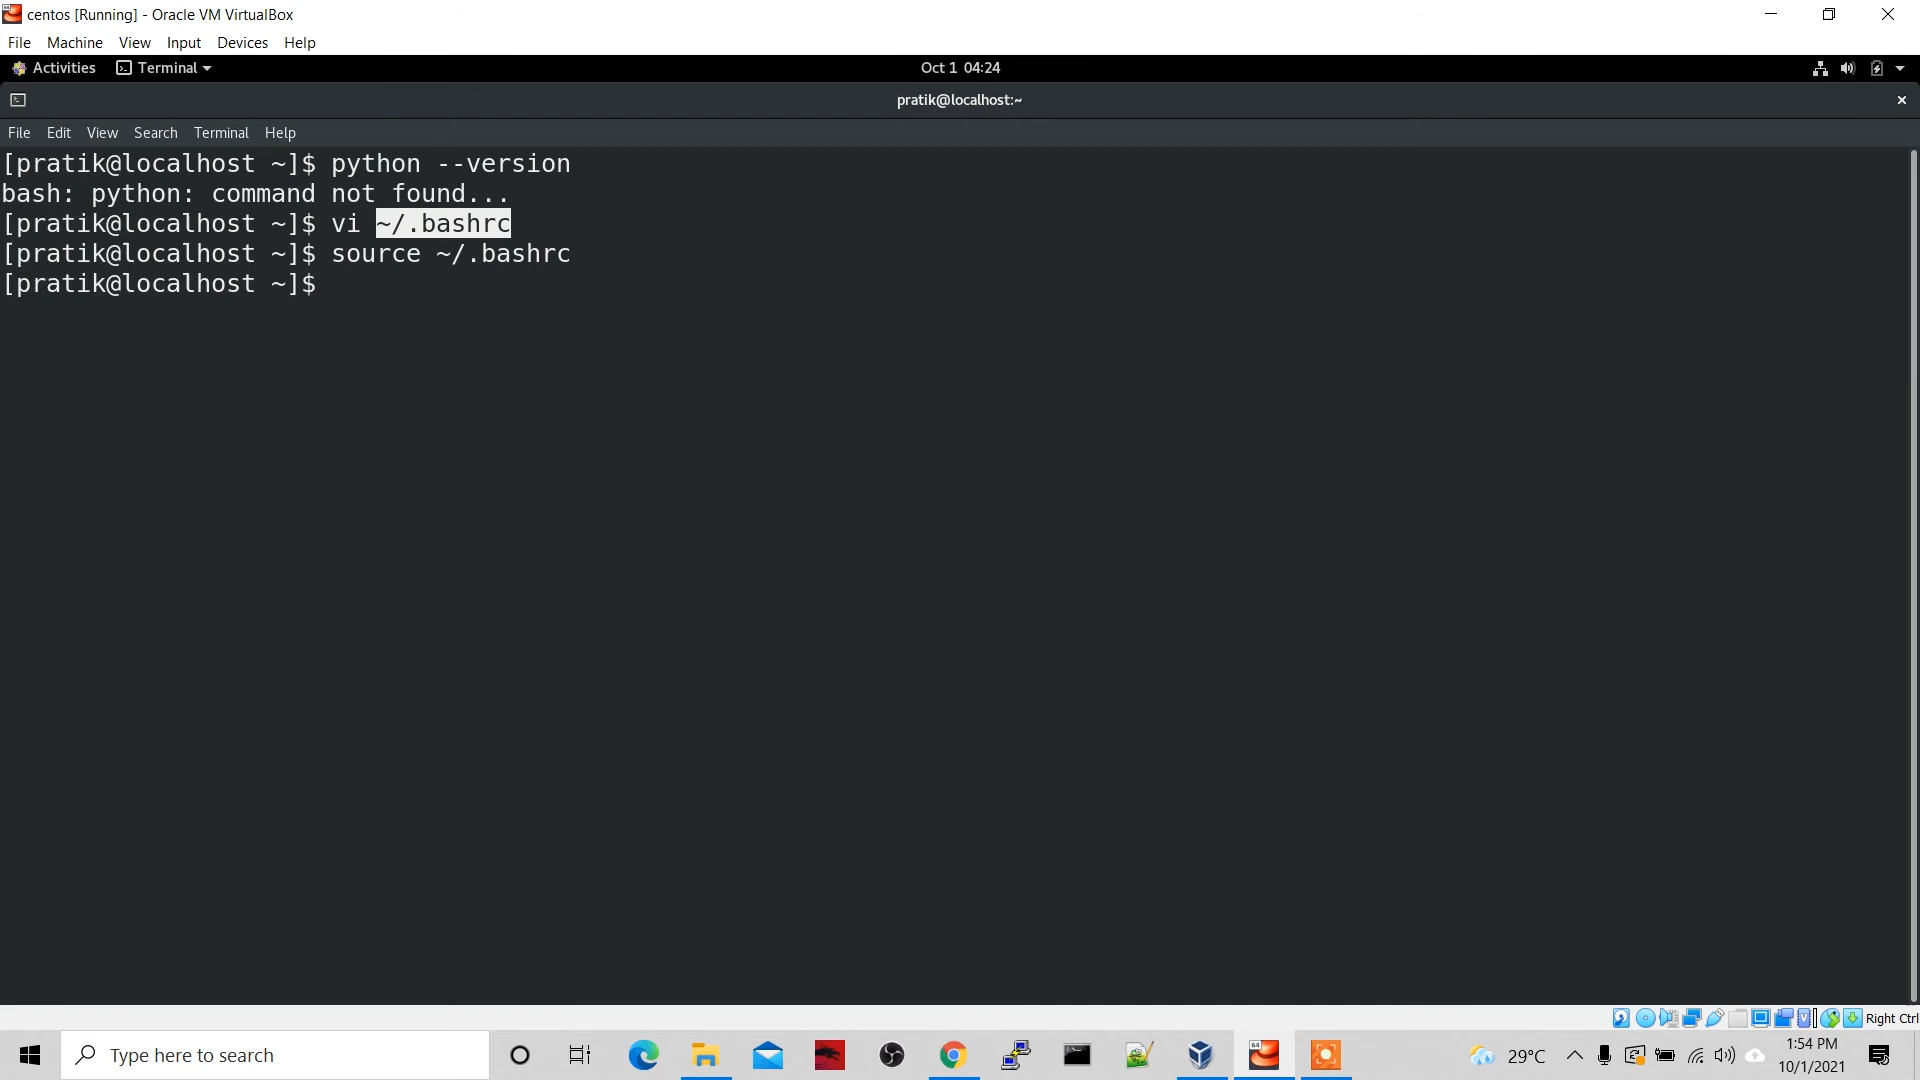 centos [Running] - Oracle VM VirtualBox
File Machine View Input Devices Help
Activities Terminal Oct 1 04:24
pratik@localhost:~
File Edit View Search Terminal Help
[pratik@localhost ~]$ python --version
bash: python: command not found...
[pratik@localhost ~]$ vi ~/.bashrc
[pratik@localhost ~]$ source ~/.bashrc
[pratik@localhost ~]$
Right Ctrl
Type here to search
29°C
1:54 PM
10/1/2021